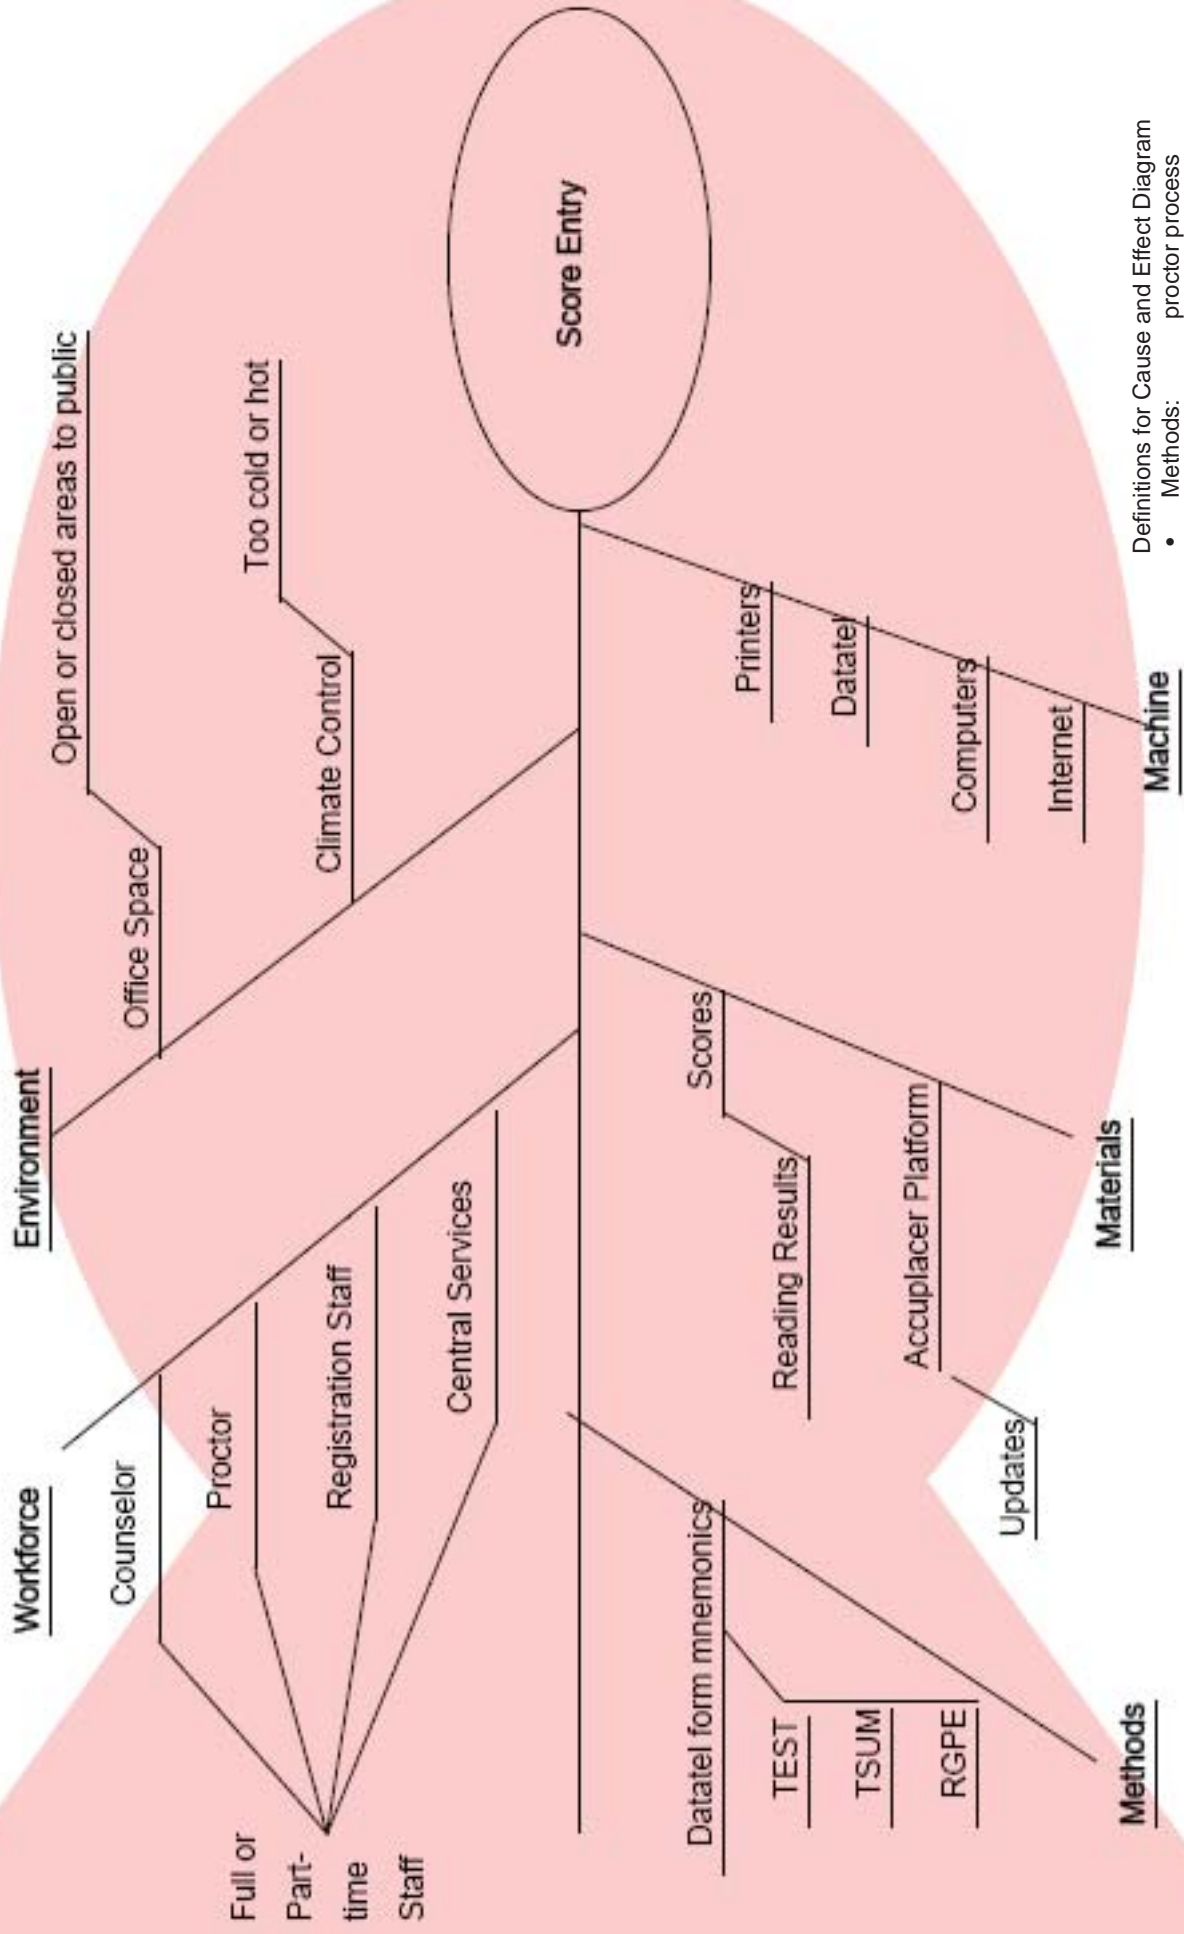 Workforce
Environment
Counselor
Office Space
Open or closed areas to public
Proctor
Registration Staff
Climate Control
Too cold or hot
Central Services
Full or
Part-
time
Staff
Score Entry
Datatel form mnemonics
TEST
TSUM
RGPE
Scores
Reading Results
Accuplacer Platform
Updates
Printers
Datatel
Computers
Internet
Methods
Materials
Machine
Definitions for Cause and Effect Diagram
• Methods: proctor process